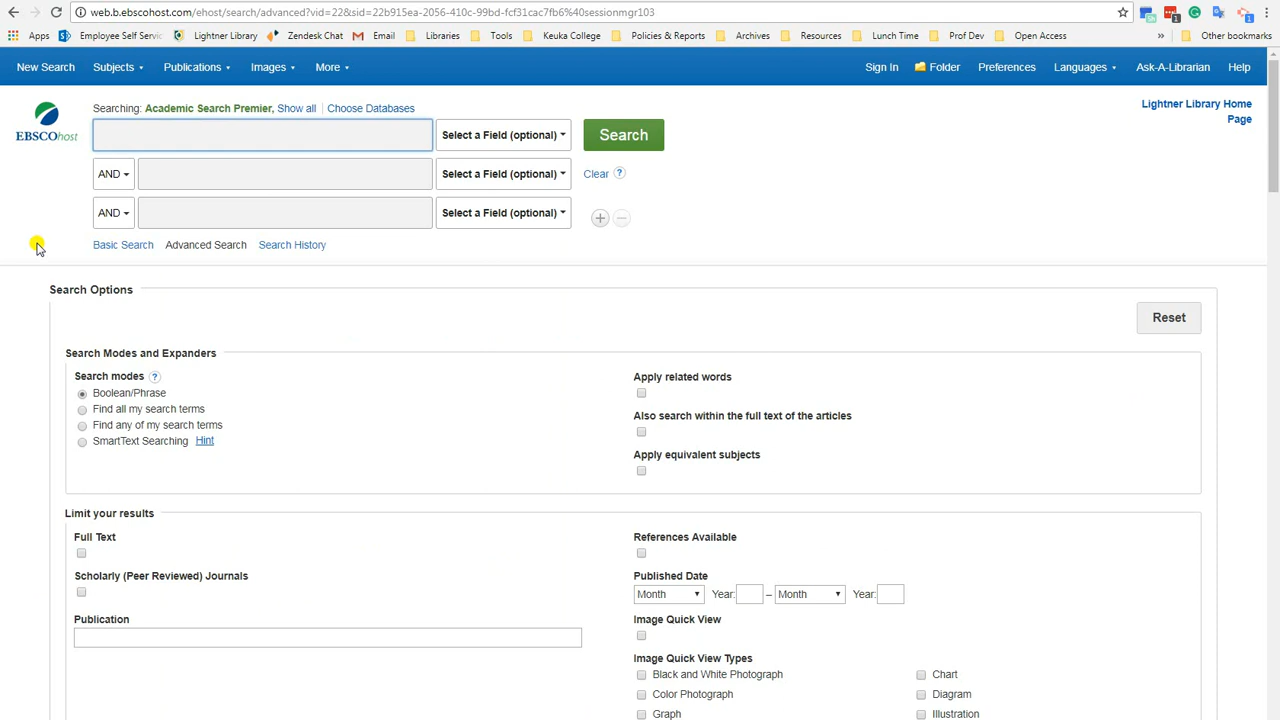 web.b.ebscohost.com/ehost/search/advanced?vid=22&sid=22b915ea-2056-410c-99bd-fcf31cac7fb6%40sessionmgr103
Apps Employee Self Servic Lightner Library Zendesk Chat Email Libraries Tools Keuka College Policies & Reports Archives Resources Lunch Time Prof Dev Open Access » Other bookmarks
New Search Subjects Publications Images More Sign In Folder Preferences Languages Ask-A-Librarian Help
Searching: Academic Search Premier, Show all Choose Databases
Lightner Library Home
Page
EBSCOhost
Select a Field (optional) Search
AND Select a Field (optional) Clear ?
AND Select a Field (optional) + −
Basic Search Advanced Search Search History
Search Options
Reset
Search Modes and Expanders
Search modes ?
Boolean/Phrase
Find all my search terms
Find any of my search terms
SmartText Searching Hint
Apply related words
Also search within the full text of the articles
Apply equivalent subjects
Limit your results
Full Text
Scholarly (Peer Reviewed) Journals
Publication
References Available
Published Date
Month Year: – Month Year:
Image Quick View
Image Quick View Types
Black and White Photograph Chart
Color Photograph Diagram
Graph Illustration